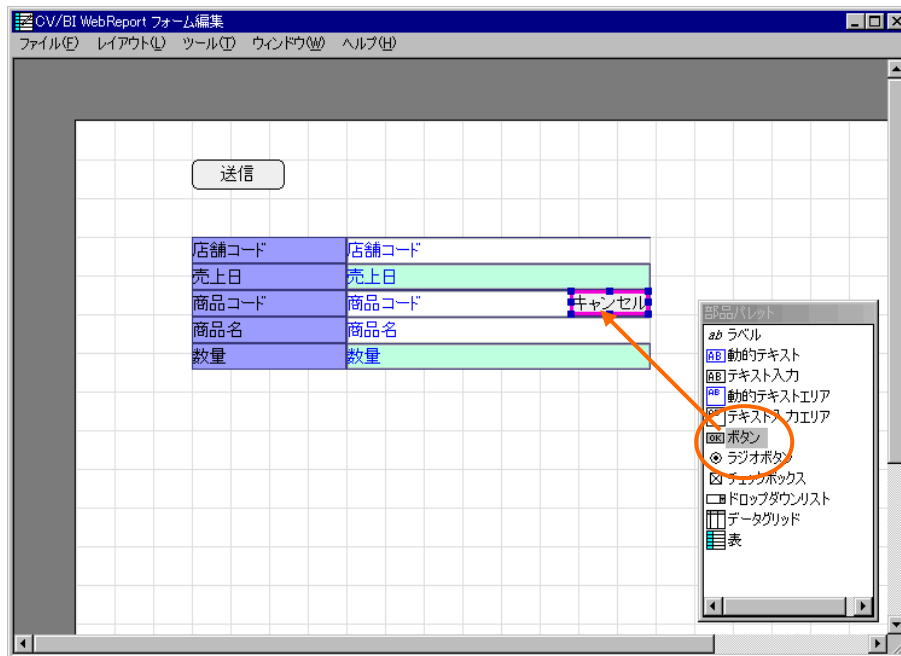 CV/BI WebReport フォーム編集
ファイル(F) レイアウト(L) ツール(T) ウィンドウ(W) ヘルプ(H)
送信
店舗コード 店舗コード
売上日 売上日
商品コード 商品コード キャンセル
商品名 商品名
数量 数量
部品パレット
ab ラベル
AB 動的テキスト
AB テキスト入力
AB 動的テキストエリア
テキスト入力エリア
OK ボタン
ラジオボタン
チェックボックス
ドロップダウンリスト
データグリッド
表